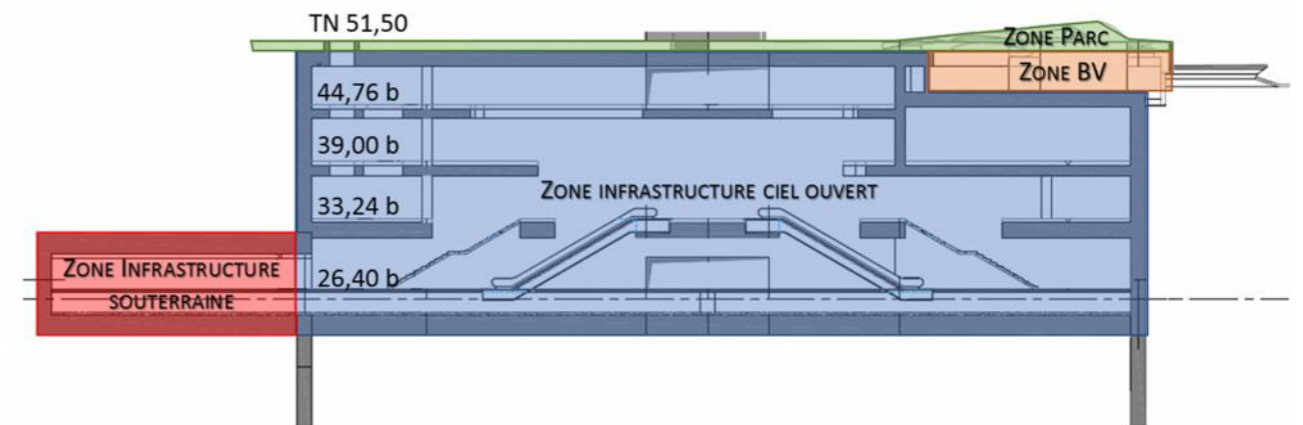 TN 51,50
ZONE PARC
ZONE BV
44,76 b
39,00 b
ZONE INFRASTRUCTURE CIEL OUVERT
33,24 b
ZONE INFRASTRUCTURE
SOUTERRAINE
26,40 b